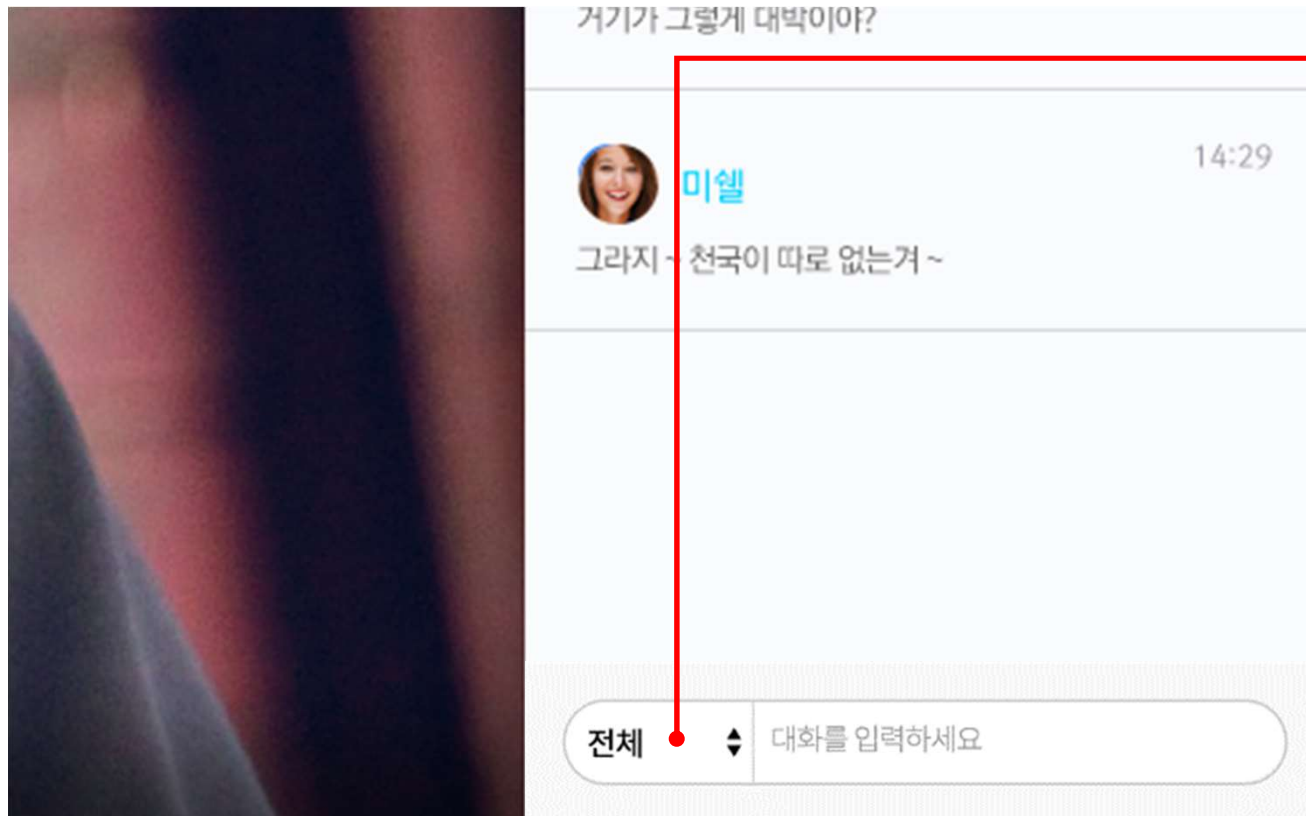 거기가 그렇게 대박이야?
14:29
미쉘
그라지 ~ 천국이 따로 없는겨 ~
전체
대화를 입력하세요